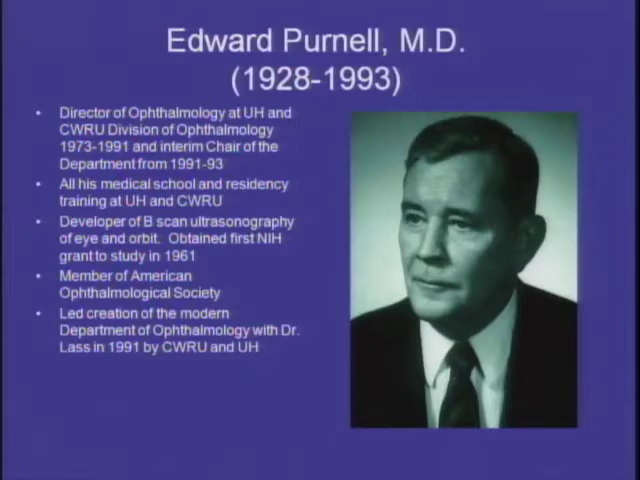 Edward Purnell, M.D.
(1928-1993)
• Director of Ophthalmology at UH and
CWRU Division of Ophthalmology
1973-1991 and interim Chair of the
Department from 1991-93
• All his medical school and residency
training at UH and CWRU
• Developer of B scan ultrasonography
of eye and orbit. Obtained first NIH
grant to study in 1961
• Member of American
Ophthalmological Society
• Led creation of the modern
Department of Ophthalmology with Dr.
Lass in 1991 by CWRU and UH